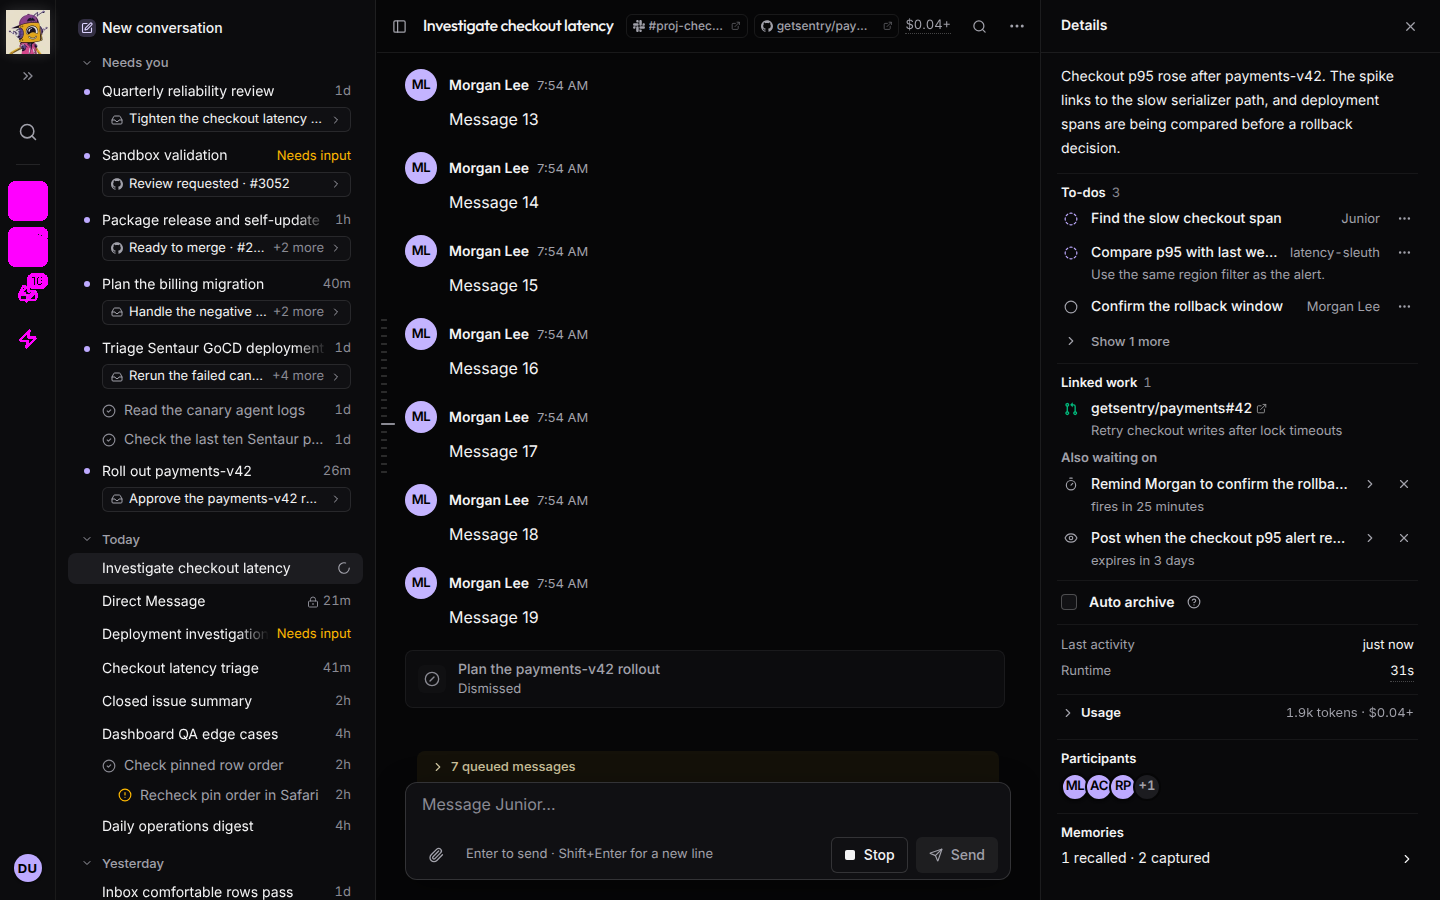 New conversation
Needs you
Quarterly reliability review 1d
Tighten the checkout latency ...
Sandbox validation Needs input
Review requested · #3052
Package release and self-update 1h
Ready to merge · #2... +2 more
Plan the billing migration 40m
Handle the negative ... +2 more
Triage Sentaur GoCD deployment 1d
Rerun the failed can... +4 more
Read the canary agent logs 1d
Check the last ten Sentaur p... 1d
Roll out payments-v42 26m
Approve the payments-v42 r...
Today
Investigate checkout latency
Direct Message 21m
Deployment investigation Needs input
Checkout latency triage 41m
Closed issue summary 2h
Dashboard QA edge cases 4h
Check pinned row order 2h
Recheck pin order in Safari 2h
Daily operations digest 4h
Yesterday
Inbox comfortable rows pass 1d
DU
Investigate checkout latency #proj-chec... getsentry/pay... $0.04+
ML Morgan Lee 7:54 AM
Message 13
ML Morgan Lee 7:54 AM
Message 14
ML Morgan Lee 7:54 AM
Message 15
ML Morgan Lee 7:54 AM
Message 16
ML Morgan Lee 7:54 AM
Message 17
ML Morgan Lee 7:54 AM
Message 18
ML Morgan Lee 7:54 AM
Message 19
Plan the payments-v42 rollout
Dismissed
7 queued messages
Message Junior...
Enter to send · Shift+Enter for a new line Stop Send
Details
Checkout p95 rose after payments-v42. The spike
links to the slow serializer path, and deployment
spans are being compared before a rollback
decision.
To-dos 3
Find the slow checkout span Junior
Compare p95 with last we... latency-sleuth
Use the same region filter as the alert.
Confirm the rollback window Morgan Lee
Show 1 more
Linked work 1
getsentry/payments#42
Retry checkout writes after lock timeouts
Also waiting on
Remind Morgan to confirm the rollba...
fires in 25 minutes
Post when the checkout p95 alert re...
expires in 3 days
Auto archive
Last activity just now
Runtime 31s
Usage 1.9k tokens · $0.04+
Participants
ML AC RP +1
Memories
1 recalled · 2 captured